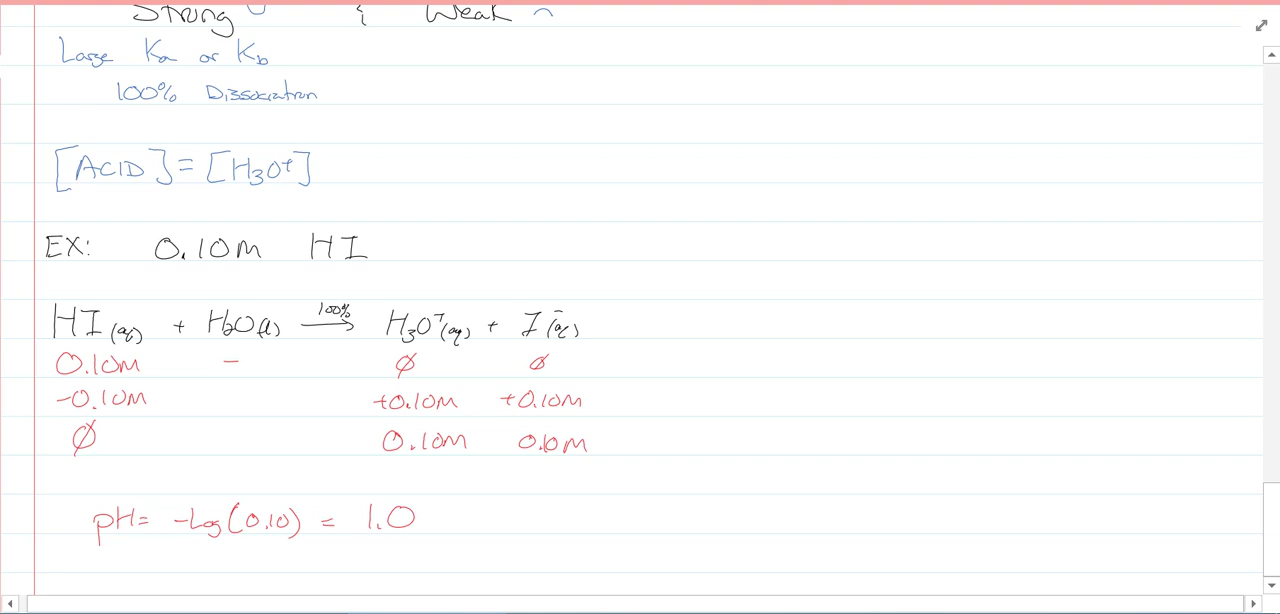 Strong & Weak
Large Ka or Kb
100% Dissociation
[ACID] = [H3O+]
EX: 0.10M HI
100%
HI(aq) + H2O(l) → H3O+(aq) + I-(aq)
0.10M - ∅ ∅
-0.10M +0.10M +0.10M
∅ 0.10M 0.10M
pH= -Log(0.10) = 1.0